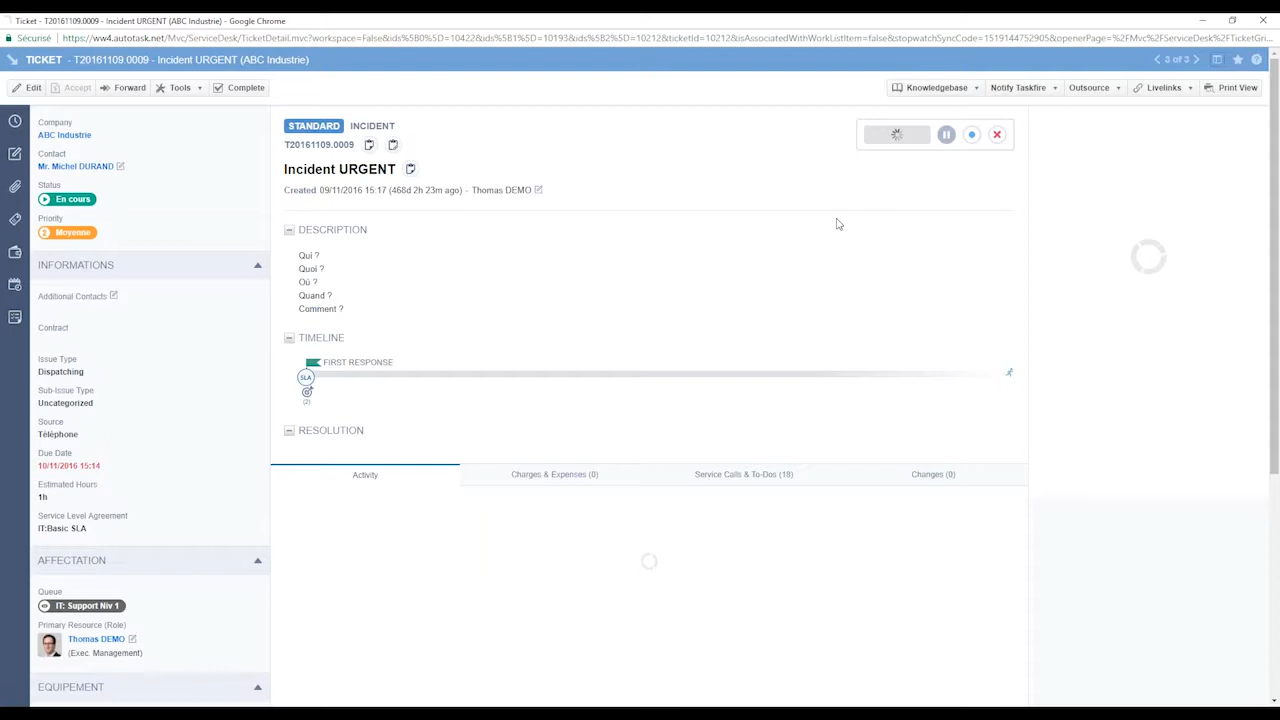 Ticket - T20161109.0009 - Incident URGENT (ABC Industrie) - Google Chrome
Sécurisé
https://ww4.autotask.net/Mvc/ServiceDesk/TicketDetail.mvc?workspace=False&ids%5B0%5D=10422&ids%5B1%5D=10193&ids%5B2%5D=10212&ticketId=10212&isAssociatedWithWorkListItem=false&stopwatchSyncCode=1519144752905&openerPage=%2FMvc%2FServiceDesk%2FTicketGri...
TICKET - T20161109.0009 - Incident URGENT (ABC Industrie)
3 of 3
Edit
Accept
Forward
Tools
Complete
Knowledgebase
Notify Taskfire
Outsource
Livelinks
Print View
Company
ABC Industrie
Contact
Mr. Michel DURAND
Status
En cours
Priority
2 Moyenne
INFORMATIONS
Additional Contacts
Contract
Issue Type
Dispatching
Sub-Issue Type
Uncategorized
Source
Téléphone
Due Date
10/11/2016 15:14
Estimated Hours
1h
Service Level Agreement
IT:Basic SLA
AFFECTATION
Queue
IT: Support Niv 1
Primary Resource (Role)
Thomas DEMO
(Exec. Management)
EQUIPEMENT
STANDARD INCIDENT
T20161109.0009
Incident URGENT
Created 09/11/2016 15:17 (468d 2h 23m ago) - Thomas DEMO
DESCRIPTION
Qui ?
Quoi ?
Où ?
Quand ?
Comment ?
TIMELINE
FIRST RESPONSE
SLA
(2)
RESOLUTION
Activity
Charges & Expenses (0)
Service Calls & To-Dos (18)
Changes (0)